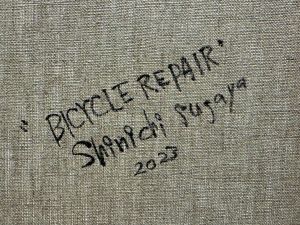 "BICYCLE REPAIR"
Shinichi Sugaya
2023